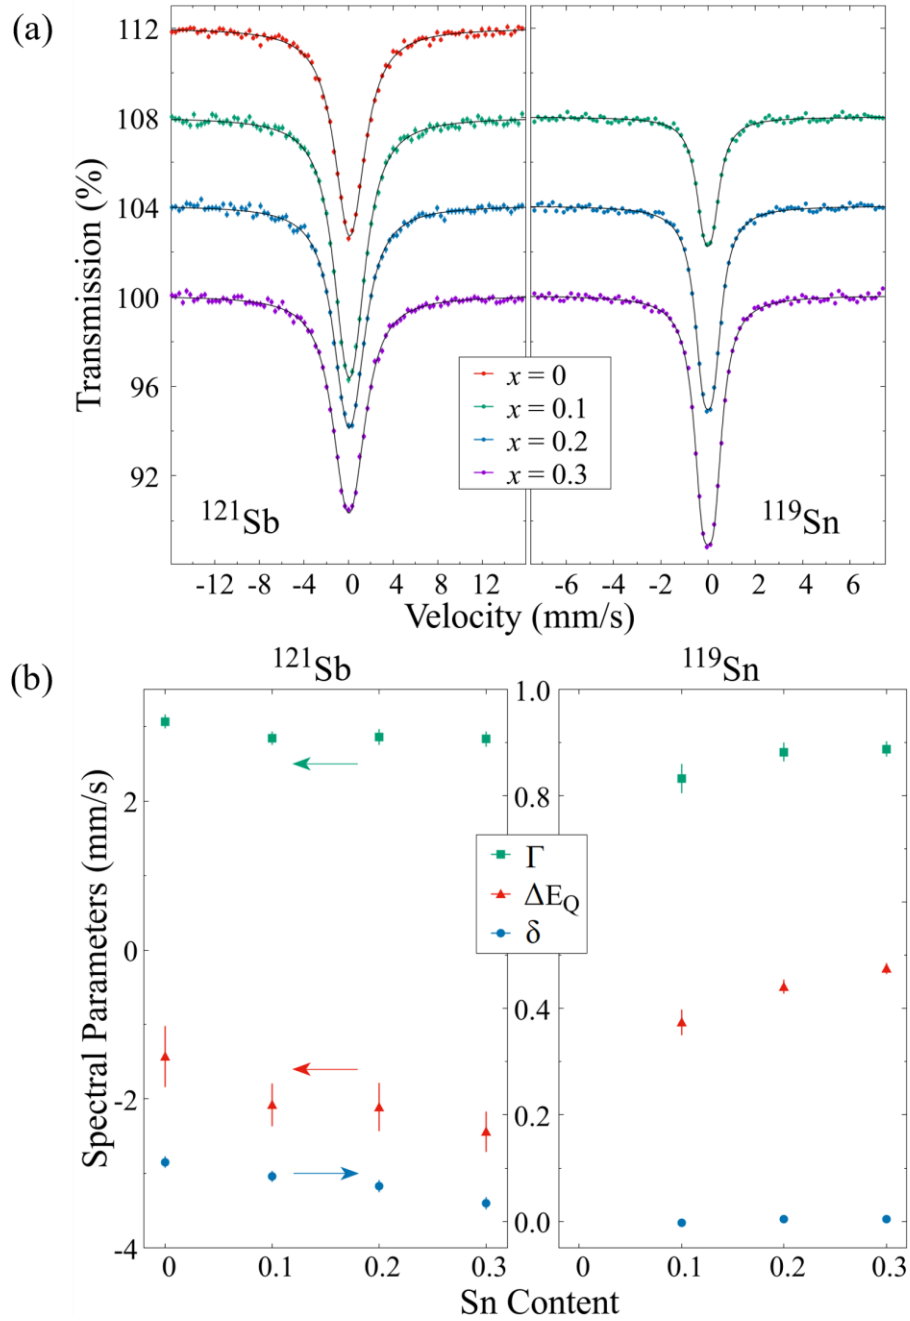 (a)
112
108
104
100
96
92
Transmission (%)
x = 0
x = 0.1
x = 0.2
x = 0.3
121Sb
119Sn
-12 -8 -4 0 4 8 12
-6 -4 -2 0 2 4 6
Velocity (mm/s)
(b)
121Sb
119Sn
2
0
-2
-4
Spectral Parameters (mm/s)
1.0
0.8
0.4
0.2
0.0
Γ
ΔEQ
δ
0 0.1 0.2 0.3
0 0.1 0.2 0.3
Sn Content